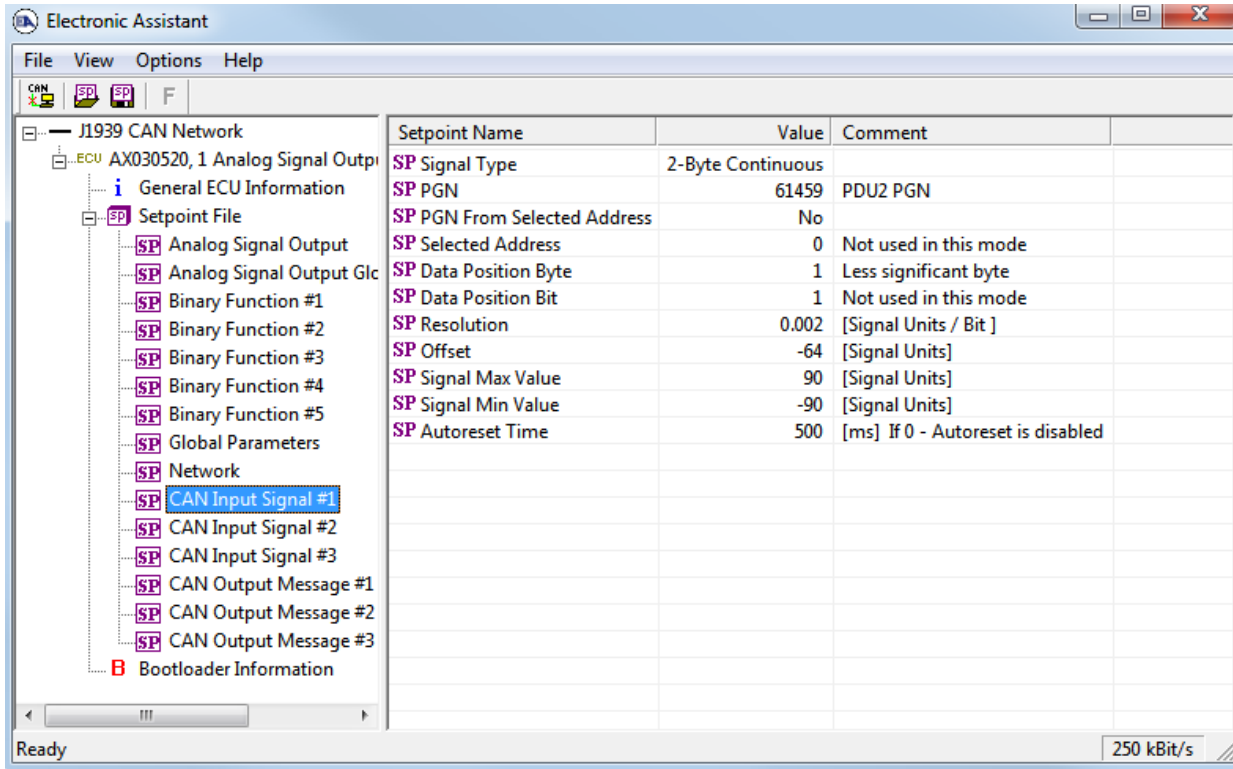 Electronic Assistant
File View Options Help
CAN SP SP F
J1939 CAN Network
ECU AX030520, 1 Analog Signal Outpu
i General ECU Information
SP Setpoint File
SP Analog Signal Output
SP Analog Signal Output Glo
SP Binary Function #1
SP Binary Function #2
SP Binary Function #3
SP Binary Function #4
SP Binary Function #5
SP Global Parameters
SP Network
SP CAN Input Signal #1
SP CAN Input Signal #2
SP CAN Input Signal #3
SP CAN Output Message #1
SP CAN Output Message #2
SP CAN Output Message #3
B Bootloader Information
Setpoint Name Value Comment
SP Signal Type 2-Byte Continuous
SP PGN 61459 PDU2 PGN
SP PGN From Selected Address No
SP Selected Address 0 Not used in this mode
SP Data Position Byte 1 Less significant byte
SP Data Position Bit 1 Not used in this mode
SP Resolution 0.002 [Signal Units / Bit ]
SP Offset -64 [Signal Units]
SP Signal Max Value 90 [Signal Units]
SP Signal Min Value -90 [Signal Units]
SP Autoreset Time 500 [ms] If 0 - Autoreset is disabled
Ready 250 kBit/s